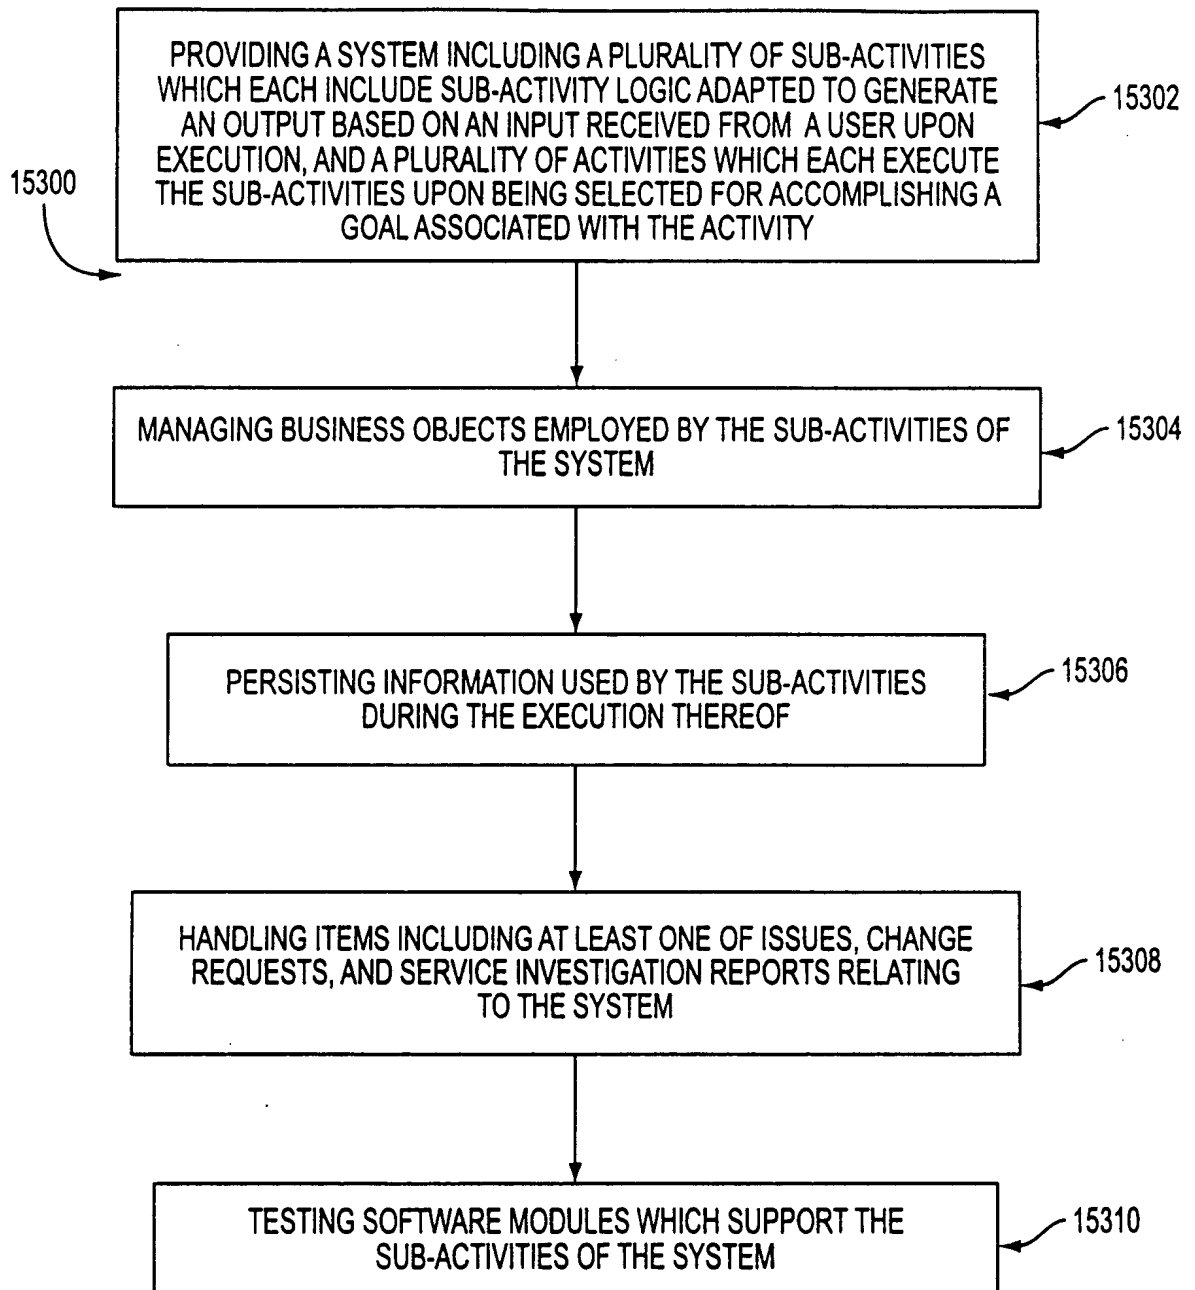 PROVIDING A SYSTEM INCLUDING A PLURALITY OF SUB-ACTIVITIES
WHICH EACH INCLUDE SUB-ACTIVITY LOGIC ADAPTED TO GENERATE
AN OUTPUT BASED ON AN INPUT RECEIVED FROM A USER UPON
EXECUTION, AND A PLURALITY OF ACTIVITIES WHICH EACH EXECUTE
THE SUB-ACTIVITIES UPON BEING SELECTED FOR ACCOMPLISHING A
GOAL ASSOCIATED WITH THE ACTIVITY
15302
15300
MANAGING BUSINESS OBJECTS EMPLOYED BY THE SUB-ACTIVITIES OF
THE SYSTEM
15304
PERSISTING INFORMATION USED BY THE SUB-ACTIVITIES
DURING THE EXECUTION THEREOF
15306
HANDLING ITEMS INCLUDING AT LEAST ONE OF ISSUES, CHANGE
REQUESTS, AND SERVICE INVESTIGATION REPORTS RELATING
TO THE SYSTEM
15308
TESTING SOFTWARE MODULES WHICH SUPPORT THE
SUB-ACTIVITIES OF THE SYSTEM
15310